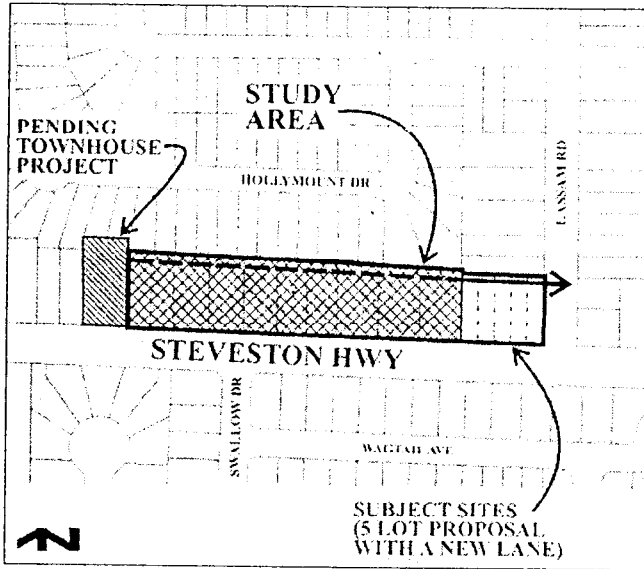 STUDY
AREA
PENDING
TOWNHOUSE
PROJECT
HOLLYMOUNT DR
LASSAM RD
STEVESTON HWY
SWALLOW DR
WAGTAIL AVE
SUBJECT SITES
(5 LOT PROPOSAL
WITH A NEW LANE)
N